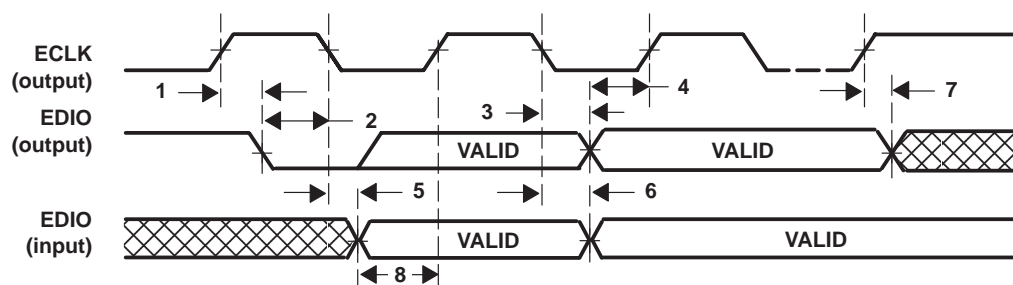 ECLK
(output)
1
4
7
EDIO
(output)
2
3
VALID
VALID
5
6
EDIO
(input)
VALID
VALID
8